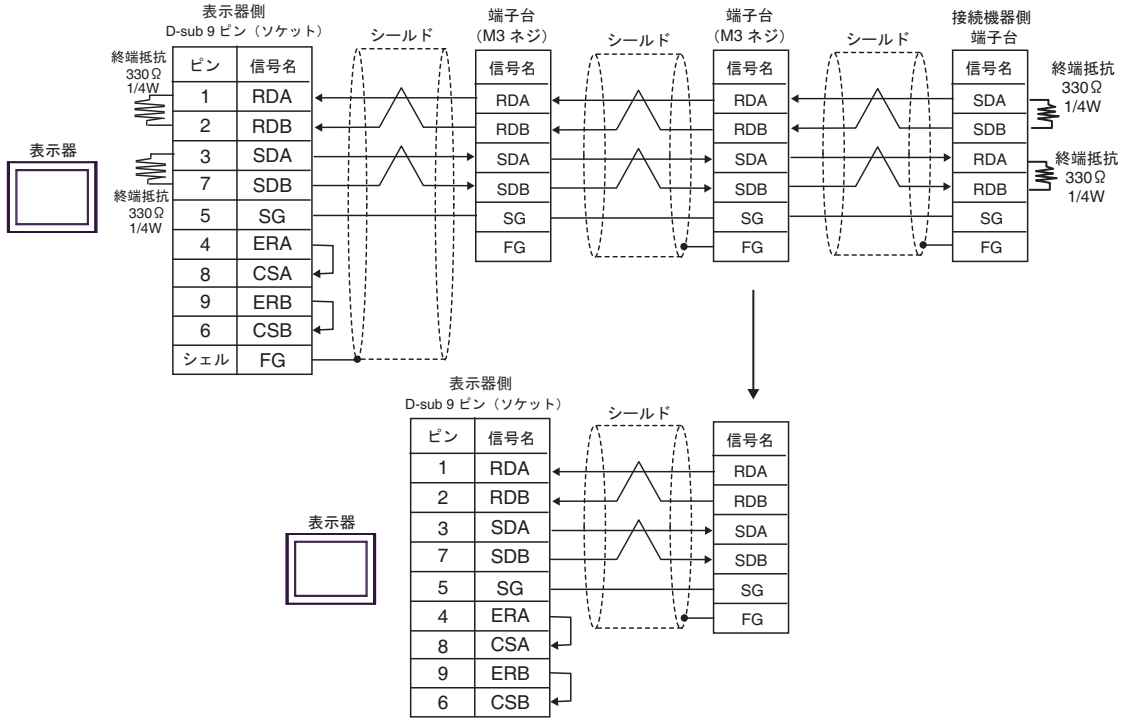 表示器側
D-sub 9 ピン（ソケット）
シールド
端子台
（M3 ネジ）
シールド
端子台
（M3 ネジ）
シールド
接続機器側
端子台
終端抵抗
330Ω
1/4W
ピン 信号名
1 RDA
2 RDB
3 SDA
7 SDB
5 SG
4 ERA
8 CSA
9 ERB
6 CSB
シェル FG
表示器
終端抵抗
330Ω
1/4W
信号名
RDA
RDB
SDA
SDB
SG
FG
信号名
RDA
RDB
SDA
SDB
SG
FG
信号名
SDA
SDB
RDA
RDB
SG
FG
終端抵抗
330Ω
1/4W
終端抵抗
330Ω
1/4W
表示器側
D-sub 9 ピン（ソケット）
シールド
表示器
ピン 信号名
1 RDA
2 RDB
3 SDA
7 SDB
5 SG
4 ERA
8 CSA
9 ERB
6 CSB
信号名
RDA
RDB
SDA
SDB
SG
FG